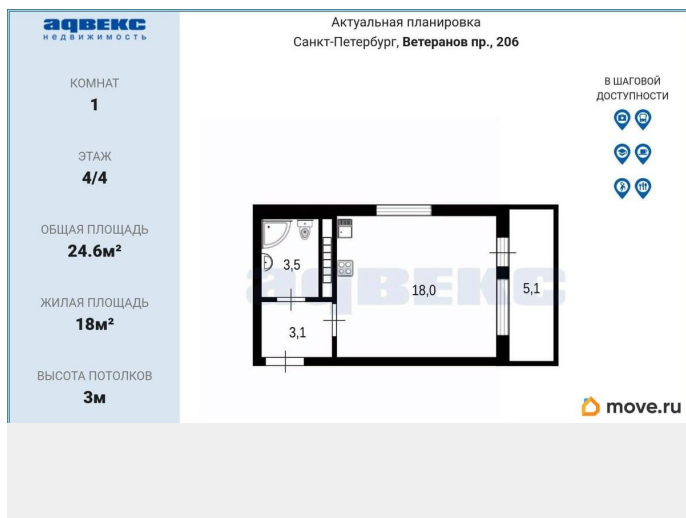 адвекс
недвижимость
КОМНАТ
1
ЭТАЖ
4/4
ОБЩАЯ ПЛОЩАДЬ
24.6м²
ЖИЛАЯ ПЛОЩАДЬ
18м²
ВЫСОТА ПОТОЛКОВ
3м
Актуальная планировка
Санкт-Петербург, Ветеранов пр., 206
В ШАГОВОЙ
ДОСТУПНОСТИ
3,5
18,0
5,1
3,1
адвекс
move.ru